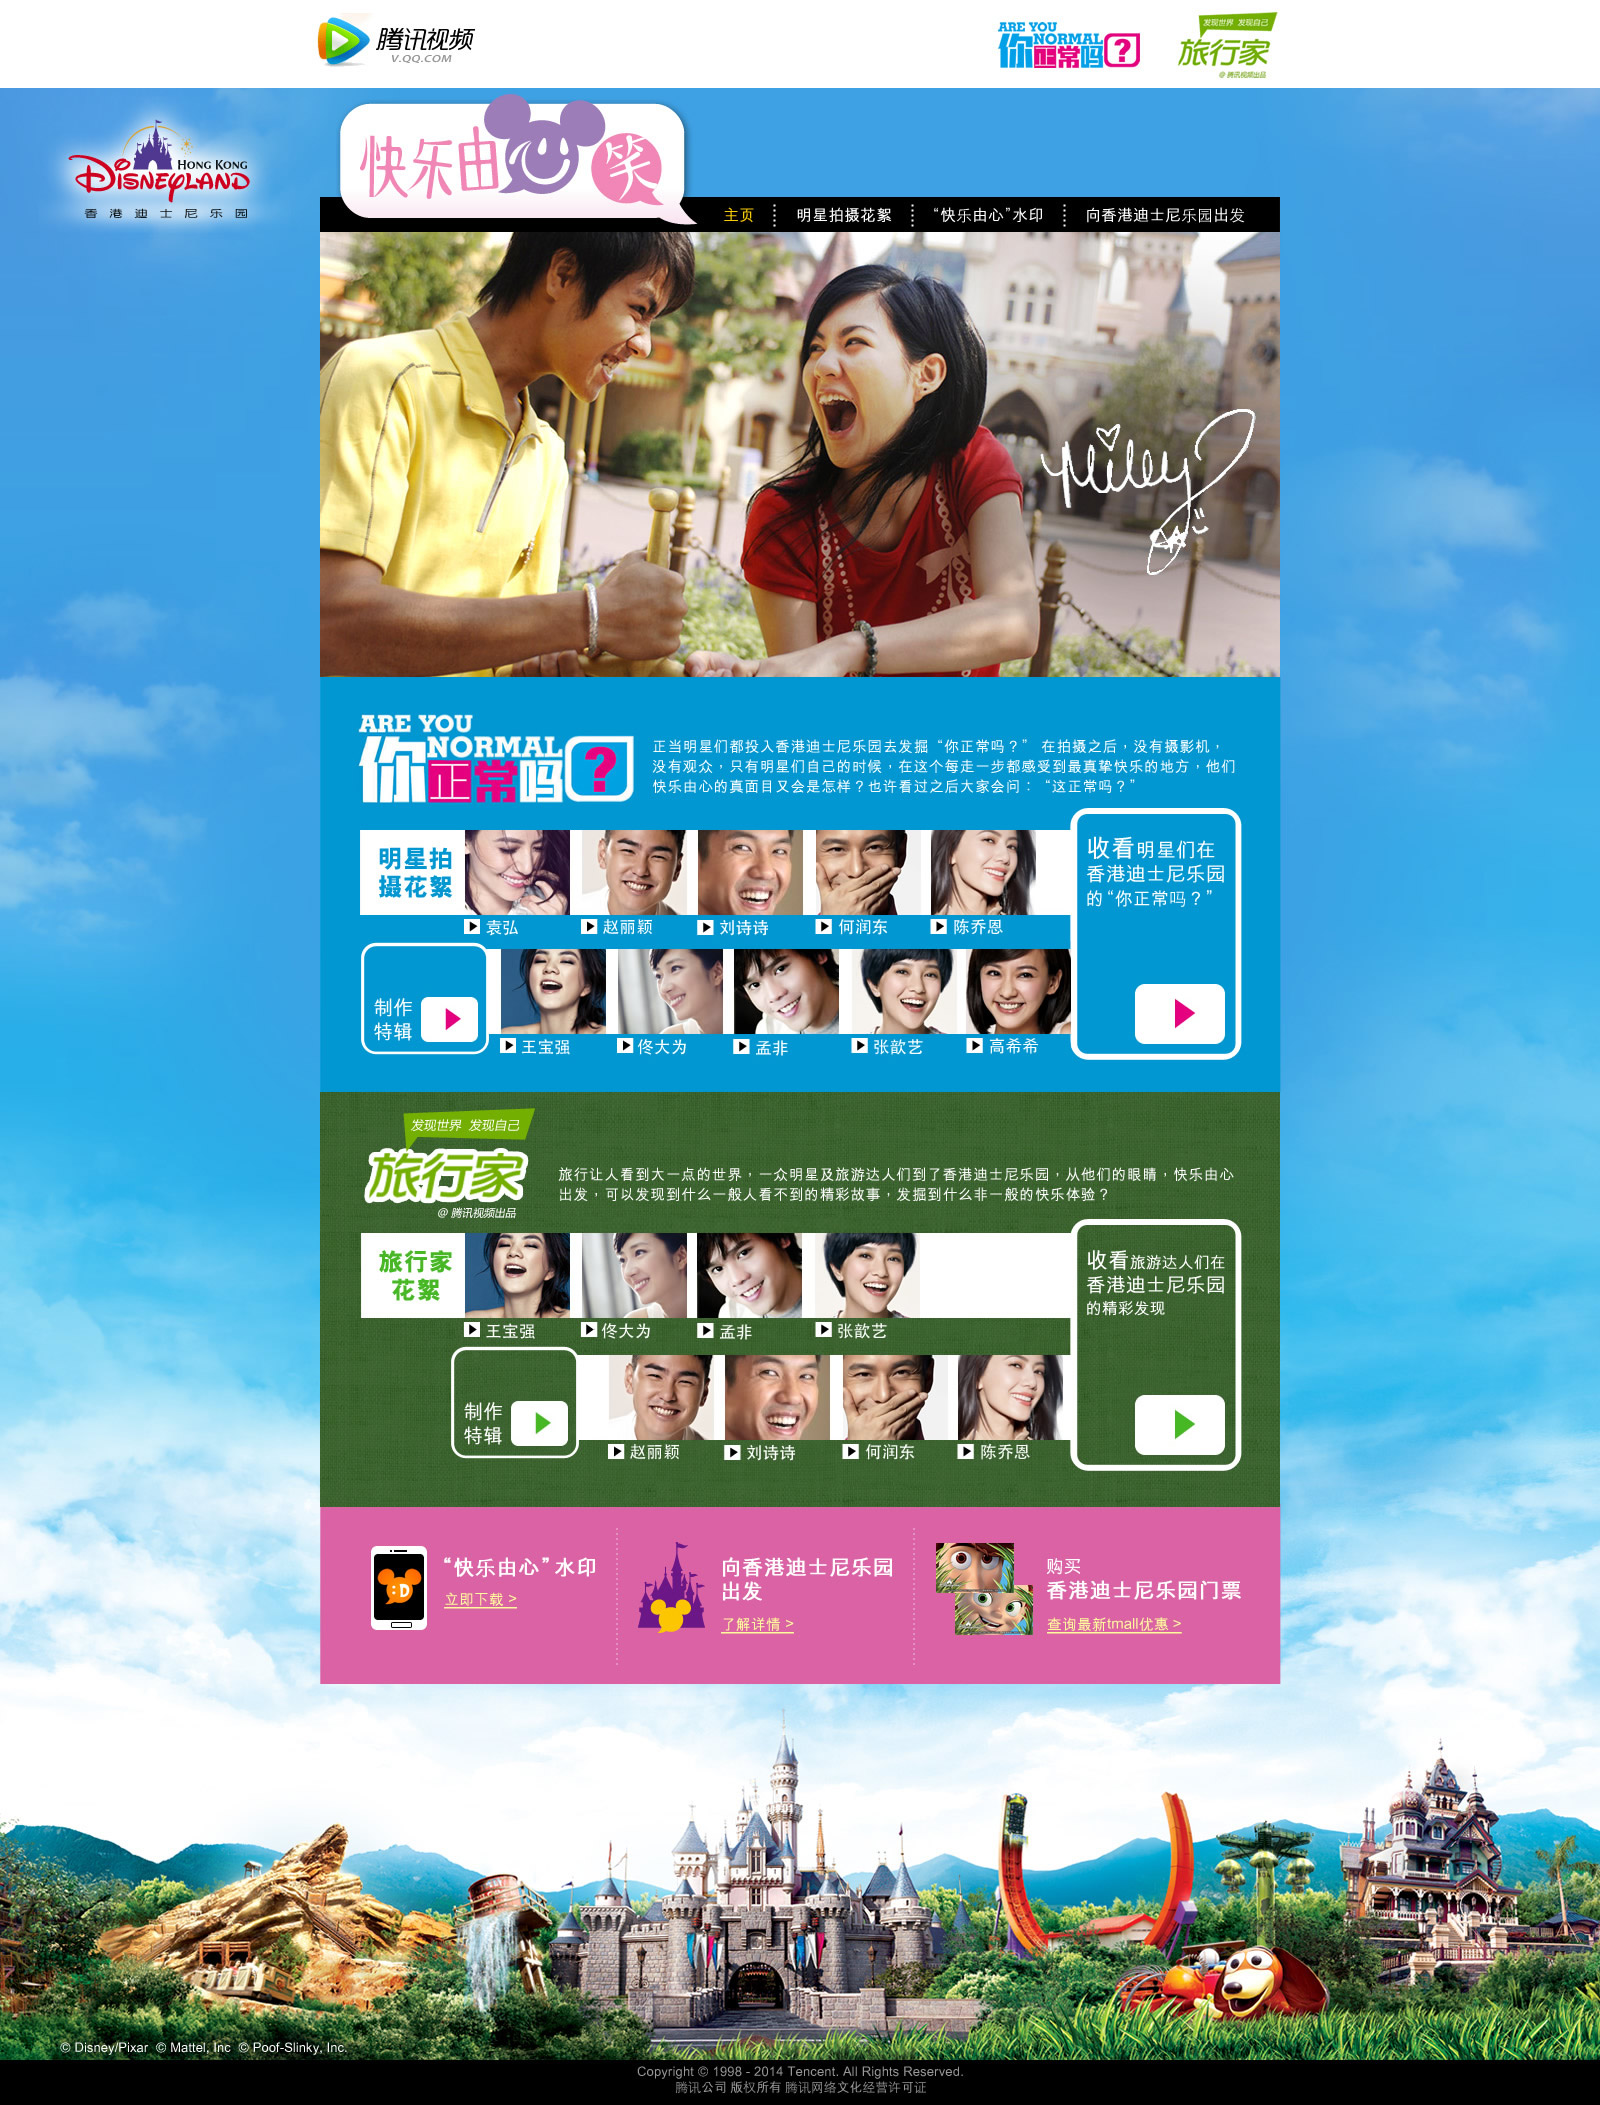 腾讯视频
V.QQ.COM
ARE YOU
NORMAL
你正常吗?
发现世界 发现自己
旅行家
@ 腾讯视频出品
HONG KONG
DISNEYLAND
香港迪士尼乐园
快乐由
笑
主页
明星拍摄花絮
“快乐由心”水印
向香港迪士尼乐园出发
Miley
ARE YOU
NORMAL
你正常吗?
正当明星们都投入香港迪士尼乐园去发掘“你正常吗？” 在拍摄之后，没有摄影机，
没有观众，只有明星们自己的时候，在这个每走一步都感受到最真挚快乐的地方，他们
快乐由心的真面目又会是怎样？也许看过之后大家会问：“这正常吗？”
明星拍
摄花絮
袁弘
赵丽颖
刘诗诗
何润东
陈乔恩
收看明星们在
香港迪士尼乐园
的“你正常吗？”
制作
特辑
王宝强
佟大为
孟非
张歆艺
高希希
发现世界 发现自己
旅行家
@ 腾讯视频出品
旅行让人看到大一点的世界，一众明星及旅游达人们到了香港迪士尼乐园，从他们的眼睛，快乐由心
出发，可以发现到什么一般人看不到的精彩故事，发掘到什么非一般的快乐体验？
旅行家
花絮
王宝强
佟大为
孟非
张歆艺
收看旅游达人们在
香港迪士尼乐园
的精彩发现
制作
特辑
赵丽颖
刘诗诗
何润东
陈乔恩
“快乐由心”水印
立即下载 >
:D
向香港迪士尼乐园
出发
了解详情 >
购买
香港迪士尼乐园门票
查询最新tmall优惠 >
© Disney/Pixar © Mattel, Inc © Poof-Slinky, Inc.
Copyright © 1998 - 2014 Tencent. All Rights Reserved.
腾讯公司 版权所有 腾讯网络文化经营许可证